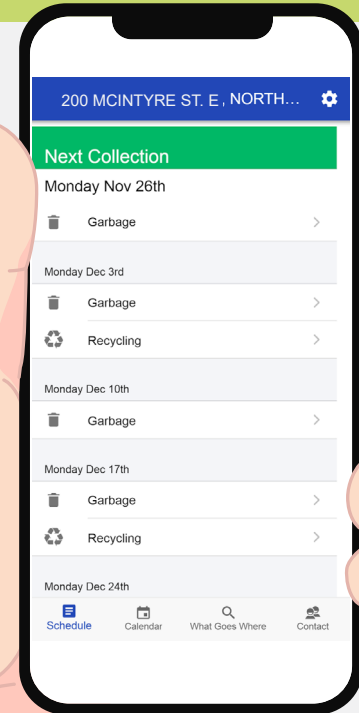 200 MCINTYRE ST. E, NORTH...
Next Collection
Monday Nov 26th
Garbage
Monday Dec 3rd
Garbage
Recycling
Monday Dec 10th
Garbage
Monday Dec 17th
Garbage
Recycling
Monday Dec 24th
Schedule Calendar What Goes Where Contact